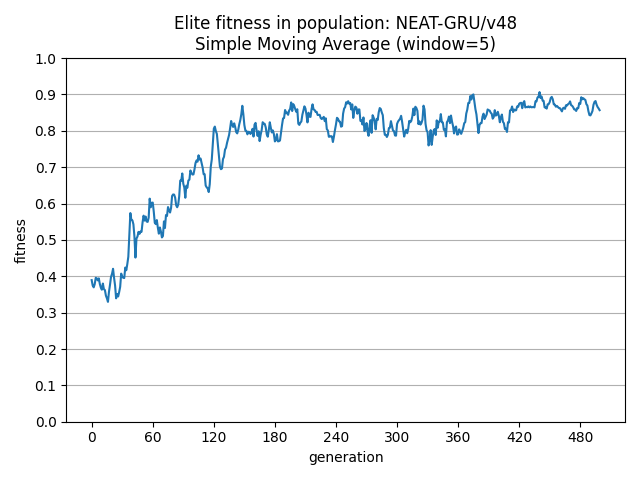 Elite fitness in population: NEAT-GRU/v48
Simple Moving Average (window=5)
1.0
0.9
0.8
0.7
0.6
0.5
0.4
0.3
0.2
0.1
0.0
fitness
0 60 120 180 240 300 360 420 480
generation